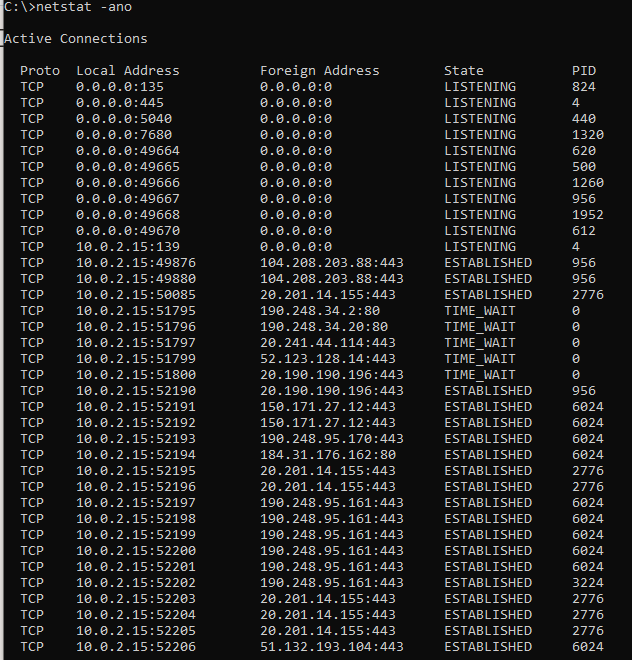 C:\>netstat -ano
Active Connections
Proto Local Address Foreign Address State PID
TCP 0.0.0.0:135 0.0.0.0:0 LISTENING 824
TCP 0.0.0.0:445 0.0.0.0:0 LISTENING 4
TCP 0.0.0.0:5040 0.0.0.0:0 LISTENING 440
TCP 0.0.0.0:7680 0.0.0.0:0 LISTENING 1320
TCP 0.0.0.0:49664 0.0.0.0:0 LISTENING 620
TCP 0.0.0.0:49665 0.0.0.0:0 LISTENING 500
TCP 0.0.0.0:49666 0.0.0.0:0 LISTENING 1260
TCP 0.0.0.0:49667 0.0.0.0:0 LISTENING 956
TCP 0.0.0.0:49668 0.0.0.0:0 LISTENING 1952
TCP 0.0.0.0:49670 0.0.0.0:0 LISTENING 612
TCP 10.0.2.15:139 0.0.0.0:0 LISTENING 4
TCP 10.0.2.15:49876 104.208.203.88:443 ESTABLISHED 956
TCP 10.0.2.15:49880 104.208.203.88:443 ESTABLISHED 956
TCP 10.0.2.15:50085 20.201.14.155:443 ESTABLISHED 2776
TCP 10.0.2.15:51795 190.248.34.2:80 TIME_WAIT 0
TCP 10.0.2.15:51796 190.248.34.20:80 TIME_WAIT 0
TCP 10.0.2.15:51797 20.241.44.114:443 TIME_WAIT 0
TCP 10.0.2.15:51799 52.123.128.14:443 TIME_WAIT 0
TCP 10.0.2.15:51800 20.190.190.196:443 TIME_WAIT 0
TCP 10.0.2.15:52190 20.190.190.196:443 ESTABLISHED 956
TCP 10.0.2.15:52191 150.171.27.12:443 ESTABLISHED 6024
TCP 10.0.2.15:52192 150.171.27.12:443 ESTABLISHED 6024
TCP 10.0.2.15:52193 190.248.95.170:443 ESTABLISHED 6024
TCP 10.0.2.15:52194 184.31.176.162:80 ESTABLISHED 6024
TCP 10.0.2.15:52195 20.201.14.155:443 ESTABLISHED 2776
TCP 10.0.2.15:52196 20.201.14.155:443 ESTABLISHED 2776
TCP 10.0.2.15:52197 190.248.95.161:443 ESTABLISHED 6024
TCP 10.0.2.15:52198 190.248.95.161:443 ESTABLISHED 6024
TCP 10.0.2.15:52199 190.248.95.161:443 ESTABLISHED 6024
TCP 10.0.2.15:52200 190.248.95.161:443 ESTABLISHED 6024
TCP 10.0.2.15:52201 190.248.95.161:443 ESTABLISHED 6024
TCP 10.0.2.15:52202 190.248.95.161:443 ESTABLISHED 3224
TCP 10.0.2.15:52203 20.201.14.155:443 ESTABLISHED 2776
TCP 10.0.2.15:52204 20.201.14.155:443 ESTABLISHED 2776
TCP 10.0.2.15:52205 20.201.14.155:443 ESTABLISHED 2776
TCP 10.0.2.15:52206 51.132.193.104:443 ESTABLISHED 6024